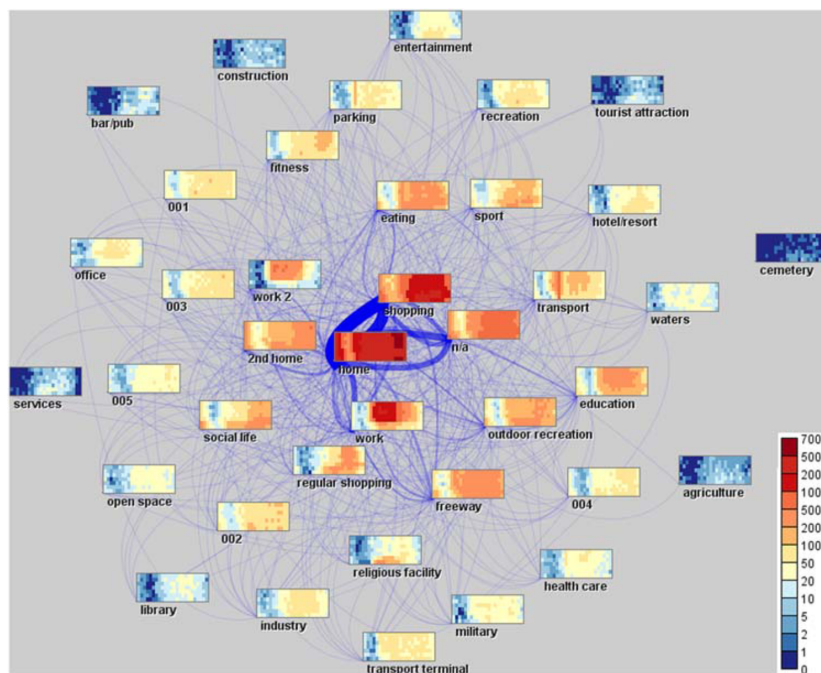 entertainment
construction
parking
recreation
tourist attraction
bar/pub
fitness
001
eating
sport
hotel/resort
office
003
work 2
shopping
transport
waters
cemetery
2nd home
home
n/a
services
005
social life
work
outdoor recreation
education
open space
regular shopping
freeway
004
agriculture
002
religious facility
health care
library
industry
military
transport terminal
700
500
200
100
500
200
100
50
20
10
5
2
1
0